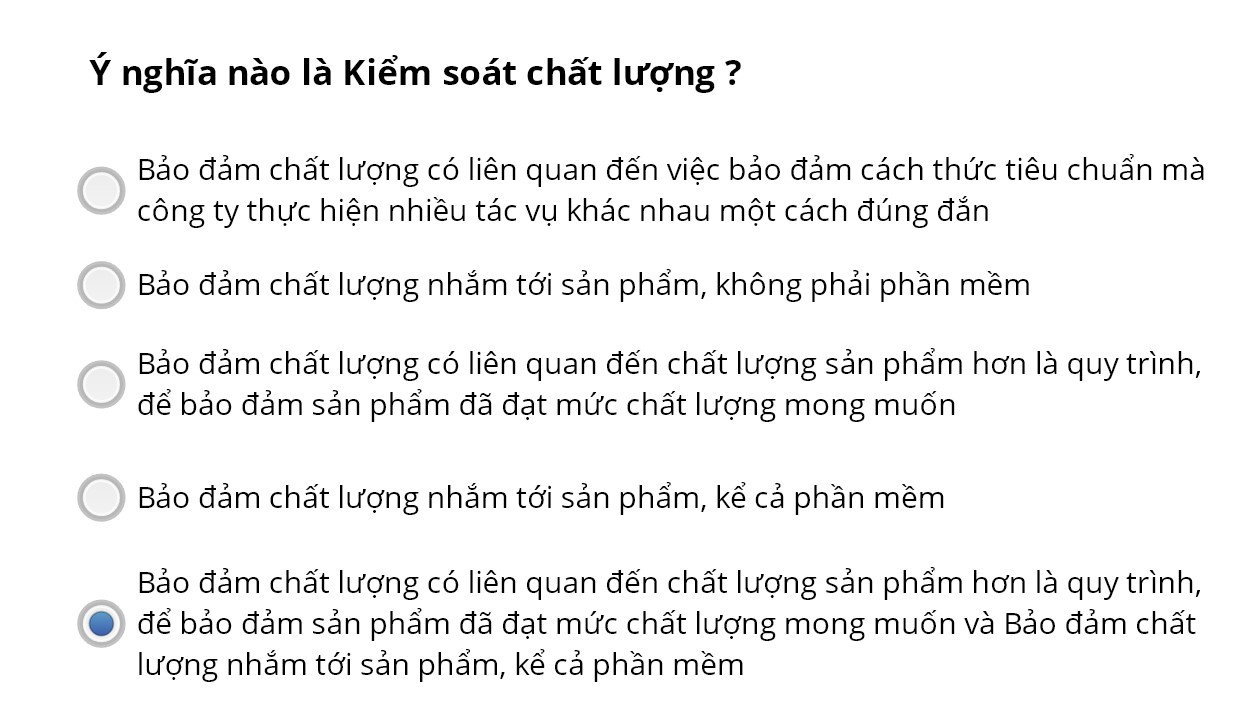 Ý nghĩa nào là Kiểm soát chất lượng ?
Bảo đảm chất lượng có liên quan đến việc bảo đảm cách thức tiêu chuẩn mà
công ty thực hiện nhiều tác vụ khác nhau một cách đúng đắn
Bảo đảm chất lượng nhắm tới sản phẩm, không phải phần mềm
Bảo đảm chất lượng có liên quan đến chất lượng sản phẩm hơn là quy trình,
để bảo đảm sản phẩm đã đạt mức chất lượng mong muốn
Bảo đảm chất lượng nhắm tới sản phẩm, kể cả phần mềm
Bảo đảm chất lượng có liên quan đến chất lượng sản phẩm hơn là quy trình,
để bảo đảm sản phẩm đã đạt mức chất lượng mong muốn và Bảo đảm chất
lượng nhắm tới sản phẩm, kể cả phần mềm